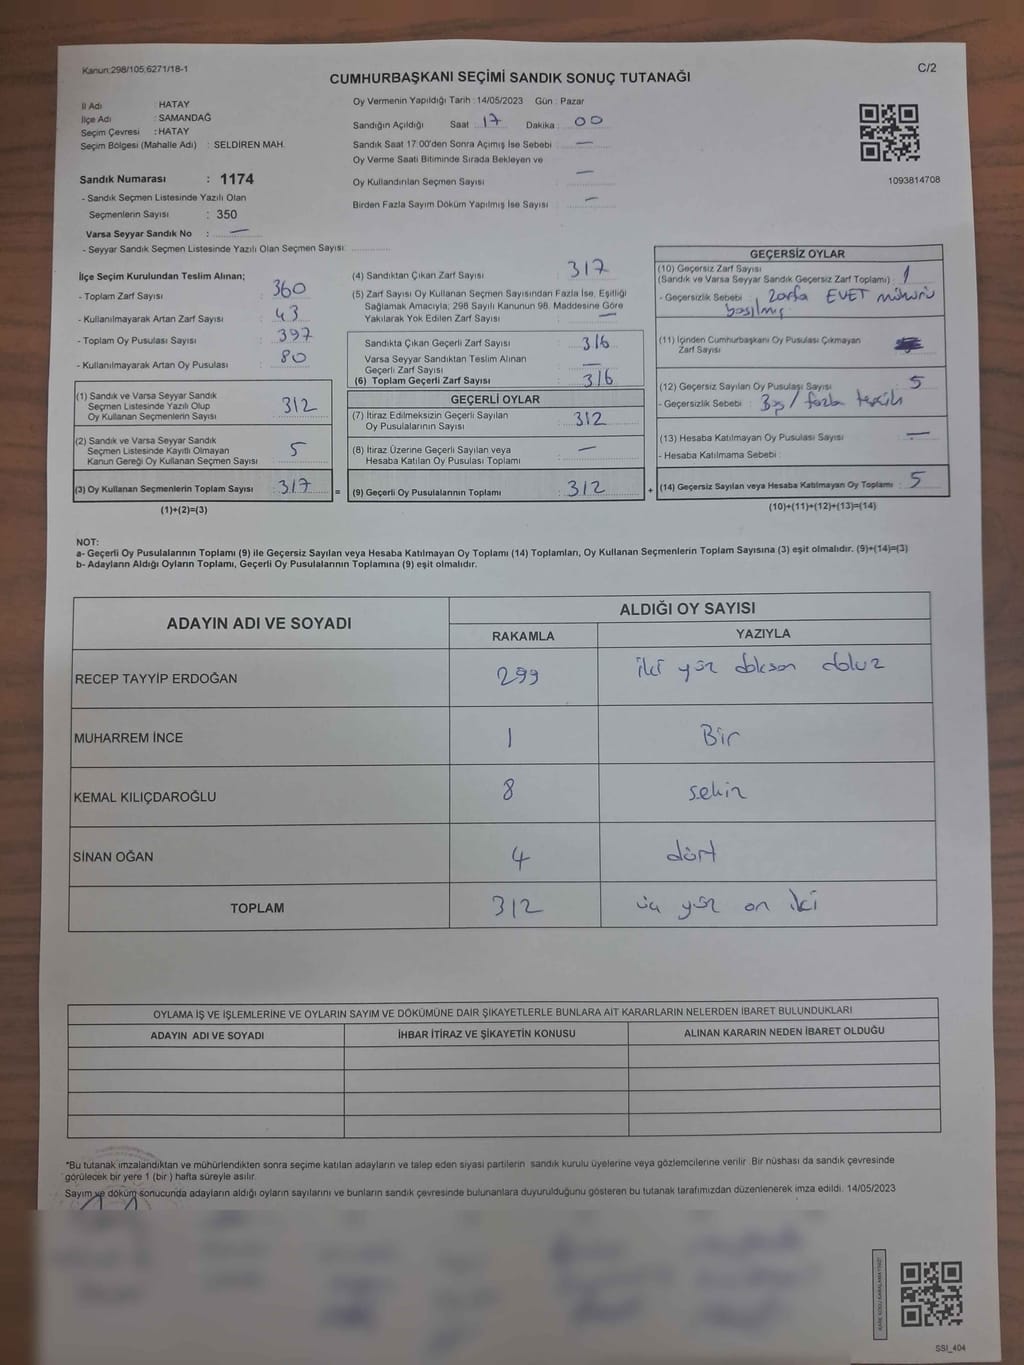 Kanun:298/105;6271/18-1
C/2
CUMHURBAŞKANI SEÇİMİ SANDIK SONUÇ TUTANAĞI
İl Adı : HATAY
İlçe Adı : SAMANDAĞ
Seçim Çevresi : HATAY
Seçim Bölgesi (Mahalle Adı) : SELDİREN MAH.
Sandık Numarası : 1174
- Sandık Seçmen Listesinde Yazılı Olan
Seçmenlerin Sayısı : 350
Varsa Seyyar Sandık No : —
- Seyyar Sandık Seçmen Listesinde Yazılı Olan Seçmen Sayısı:
Oy Vermenin Yapıldığı Tarih : 14/05/2023 Gün : Pazar
Sandığın Açıldığı Saat : 17 Dakika : 00
Sandık Saat 17:00'den Sonra Açımış İse Sebebi : —
Oy Verme Saati Bitiminde Sırada Bekleyen ve
Oy Kullandırılan Seçmen Sayısı : —
Birden Fazla Sayım Döküm Yapılmış İse Sayısı : —
1093814708
İlçe Seçim Kurulundan Teslim Alınan;
- Toplam Zarf Sayısı : 360
- Kullanılmayarak Artan Zarf Sayısı : 43
- Toplam Oy Pusulası Sayısı : 397
- Kullanılmayarak Artan Oy Pusulası : 80
(1) Sandık ve Varsa Seyyar Sandık
Seçmen Listesinde Yazılı Olup
Oy Kullanan Seçmenlerin Sayısı : 312
(2) Sandık ve Varsa Seyyar Sandık
Seçmen Listesinde Kayıtlı Olmayan
Kanun Gereği Oy Kullanan Seçmen Sayısı : 5
(3) Oy Kullanan Seçmenlerin Toplam Sayısı : 317
(1)+(2)=(3)
(4) Sandıktan Çıkan Zarf Sayısı : 317
(5) Zarf Sayısı Oy Kullanan Seçmen Sayısından Fazla İse, Eşitliği
Sağlamak Amacıyla; 298 Sayılı Kanunun 98. Maddesine Göre
Yakılarak Yok Edilen Zarf Sayısı : —
Sandıkta Çıkan Geçerli Zarf Sayısı : 316
Varsa Seyyar Sandıktan Teslim Alınan
Geçerli Zarf Sayısı : —
(6) Toplam Geçerli Zarf Sayısı : 316
GEÇERLİ OYLAR
(7) İtiraz Edilmeksizin Geçerli Sayılan
Oy Pusulalarının Sayısı : 312
(8) İtiraz Üzerine Geçerli Sayılan veya
Hesaba Katılan Oy Pusulası Toplamı : —
= (9) Geçerli Oy Pusulalarının Toplamı : 312 +
GEÇERSİZ OYLAR
(10) Geçersiz Zarf Sayısı
(Sandık ve Varsa Seyyar Sandık Geçersiz Zarf Toplamı) : 1
- Geçersizlik Sebebi : zarfa EVET mührü
basılmış
(11) İçinden Cumhurbaşkanı Oy Pusulası Çıkmayan
Zarf Sayısı
(12) Geçersiz Sayılan Oy Pusulaşı Sayısı : 5
- Geçersizlik Sebebi : Boş / fazla tercih
(13) Hesaba Katılmayan Oy Pusulası Sayısı : —
- Hesaba Katılmama Sebebi :
(14) Geçersiz Sayılan veya Hesaba Katılmayan Oy Toplamı : 5
(10)+(11)+(12)+(13)=(14)
NOT:
a- Geçerli Oy Pusulalarının Toplamı (9) ile Geçersiz Sayılan veya Hesaba Katılmayan Oy Toplamı (14) Toplamları, Oy Kullanan Seçmenlerin Toplam Sayısına (3) eşit olmalıdır. (9)+(14)=(3)
b- Adayların Aldığı Oyların Toplamı, Geçerli Oy Pusulalarının Toplamına (9) eşit olmalıdır.
ADAYIN ADI VE SOYADI
ALDIĞI OY SAYISI
RAKAMLA YAZIYLA
RECEP TAYYİP ERDOĞAN 299 iki yüz doksan dokuz
MUHARREM İNCE 1 Bir
KEMAL KILIÇDAROĞLU 8 sekiz
SİNAN OĞAN 4 dört
TOPLAM 312 üç yüz on iki
OYLAMA İŞ VE İŞLEMLERİNE VE OYLARIN SAYIM VE DÖKÜMÜNE DAİR ŞİKAYETLERLE BUNLARA AİT KARARLARIN NELERDEN İBARET BULUNDUKLARI
ADAYIN ADI VE SOYADI İHBAR İTİRAZ VE ŞİKAYETİN KONUSU ALINAN KARARIN NEDEN İBARET OLDUĞU
*Bu tutanak imzalandıktan ve mühürlendikten sonra seçime katılan adayların ve talep eden siyasi partilerin sandık kurulu üyelerine veya gözlemcilerine verilir. Bir nüshası da sandık çevresinde
görülecek bir yere 1 (bir ) hafta süreyle asılır.
Sayım ve döküm sonucunda adayların aldığı oyların sayılarını ve bunların sandık çevresinde bulunanlara duyurulduğunu gösteren bu tutanak tarafımızdan düzenlenerek imza edildi. 14/05/2023
SSI_404